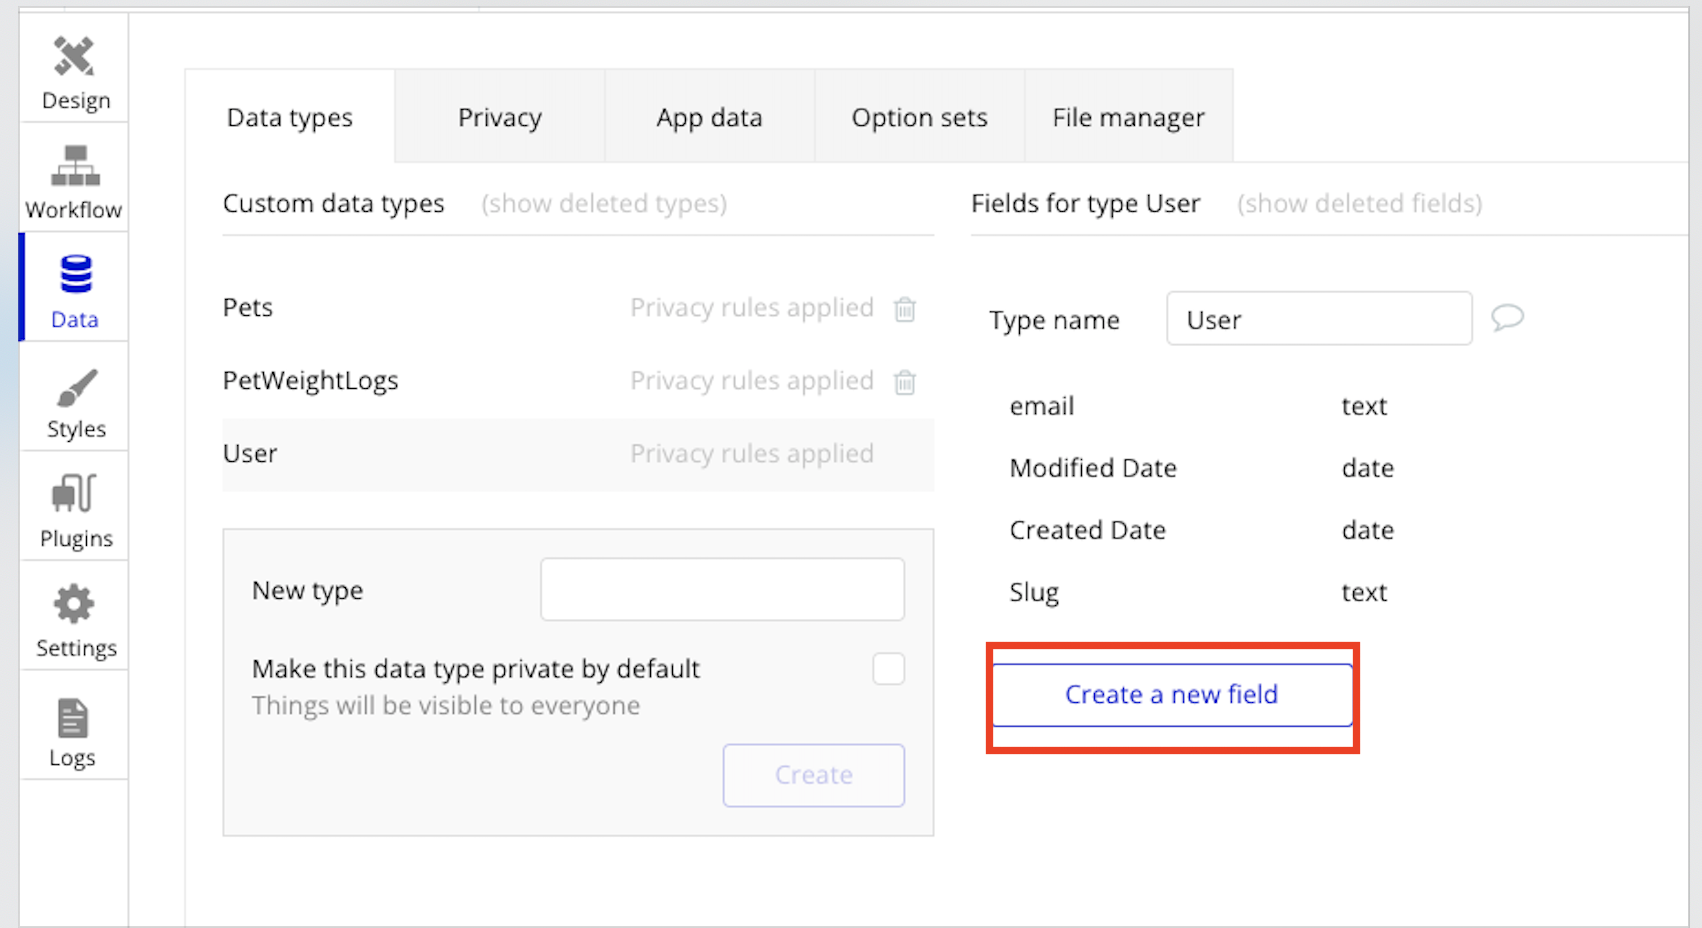 Design
Workflow
Data
Styles
Plugins
Settings
Logs
Data types
Privacy
App data
Option sets
File manager
Custom data types (show deleted types)
Pets Privacy rules applied
PetWeightLogs Privacy rules applied
User Privacy rules applied
New type
Make this data type private by default
Things will be visible to everyone
Create
Fields for type User (show deleted fields)
Type name User
email text
Modified Date date
Created Date date
Slug text
Create a new field